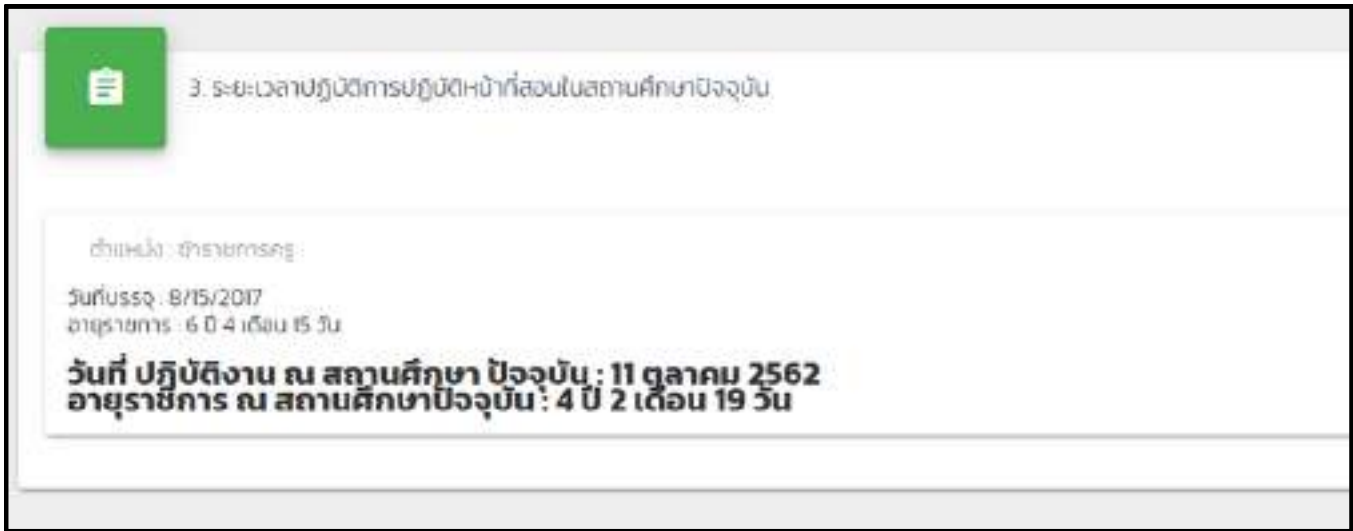 3. ระยะเวลาปฏิบัติการปฏิบัติหน้าที่สอนในสถานศึกษาปัจจุบัน
ตำแหน่ง : ข้าราชการครู
วันที่บรรจุ : 8/15/2017
อายุราชการ : 6 ปี 4 เดือน 15 วัน
วันที่ ปฏิบัติงาน ณ สถานศึกษา ปัจจุบัน : 11 ตุลาคม 2562
อายุราชการ ณ สถานศึกษาปัจจุบัน : 4 ปี 2 เดือน 19 วัน